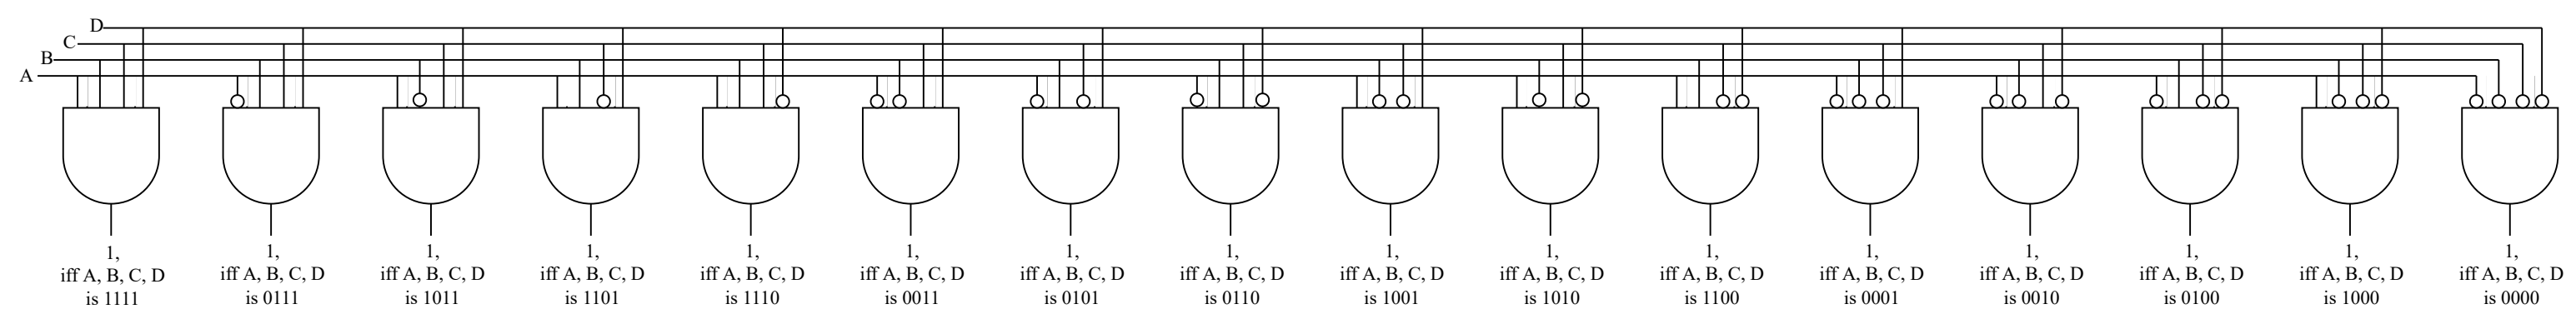 D
C
B
A
1,
iff A, B, C, D
is 1111
1,
iff A, B, C, D
is 0111
1,
iff A, B, C, D
is 1011
1,
iff A, B, C, D
is 1101
1,
iff A, B, C, D
is 1110
1,
iff A, B, C, D
is 0011
1,
iff A, B, C, D
is 0101
1,
iff A, B, C, D
is 0110
1,
iff A, B, C, D
is 1001
1,
iff A, B, C, D
is 1010
1,
iff A, B, C, D
is 1100
1,
iff A, B, C, D
is 0001
1,
iff A, B, C, D
is 0010
1,
iff A, B, C, D
is 0100
1,
iff A, B, C, D
is 1000
1,
iff A, B, C, D
is 0000